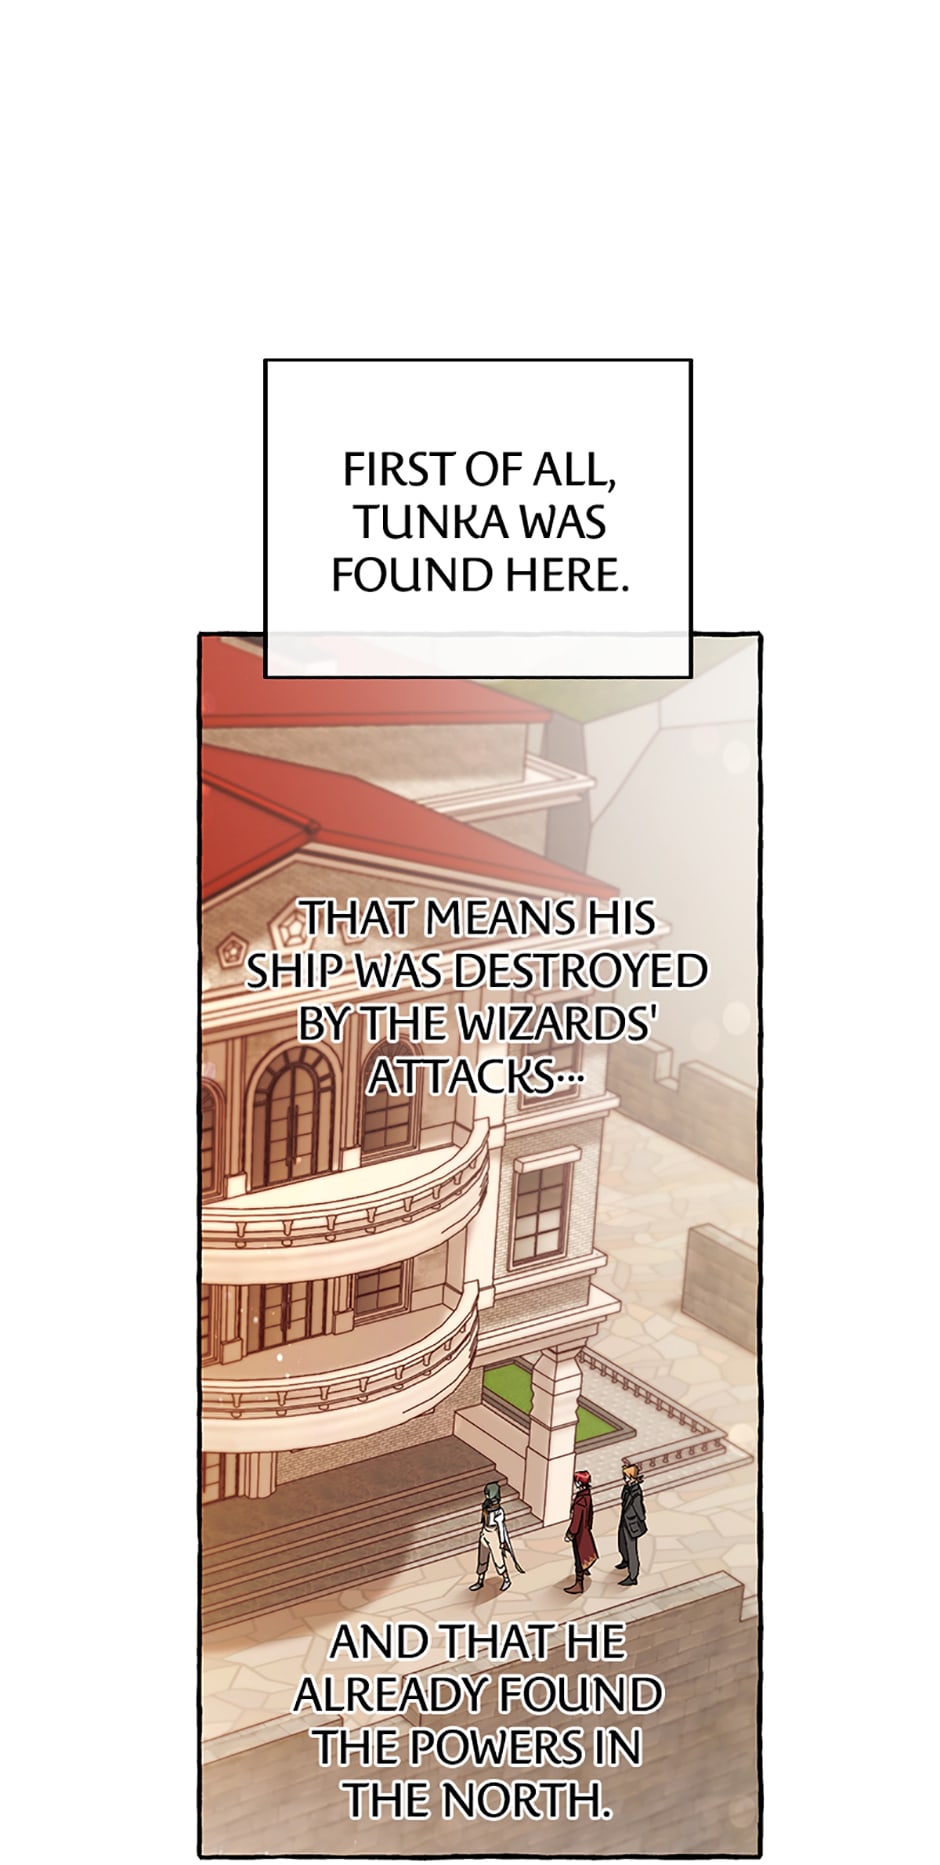 FIRST OF ALL,
TUNKA WAS
FOUND HERE.
THAT MEANS HIS
SHIP WAS DESTROYED
BY THE WIZARDS'
ATTACKS...
AND THAT HE
ALREADY FOUND
THE POWERS IN
THE NORTH.